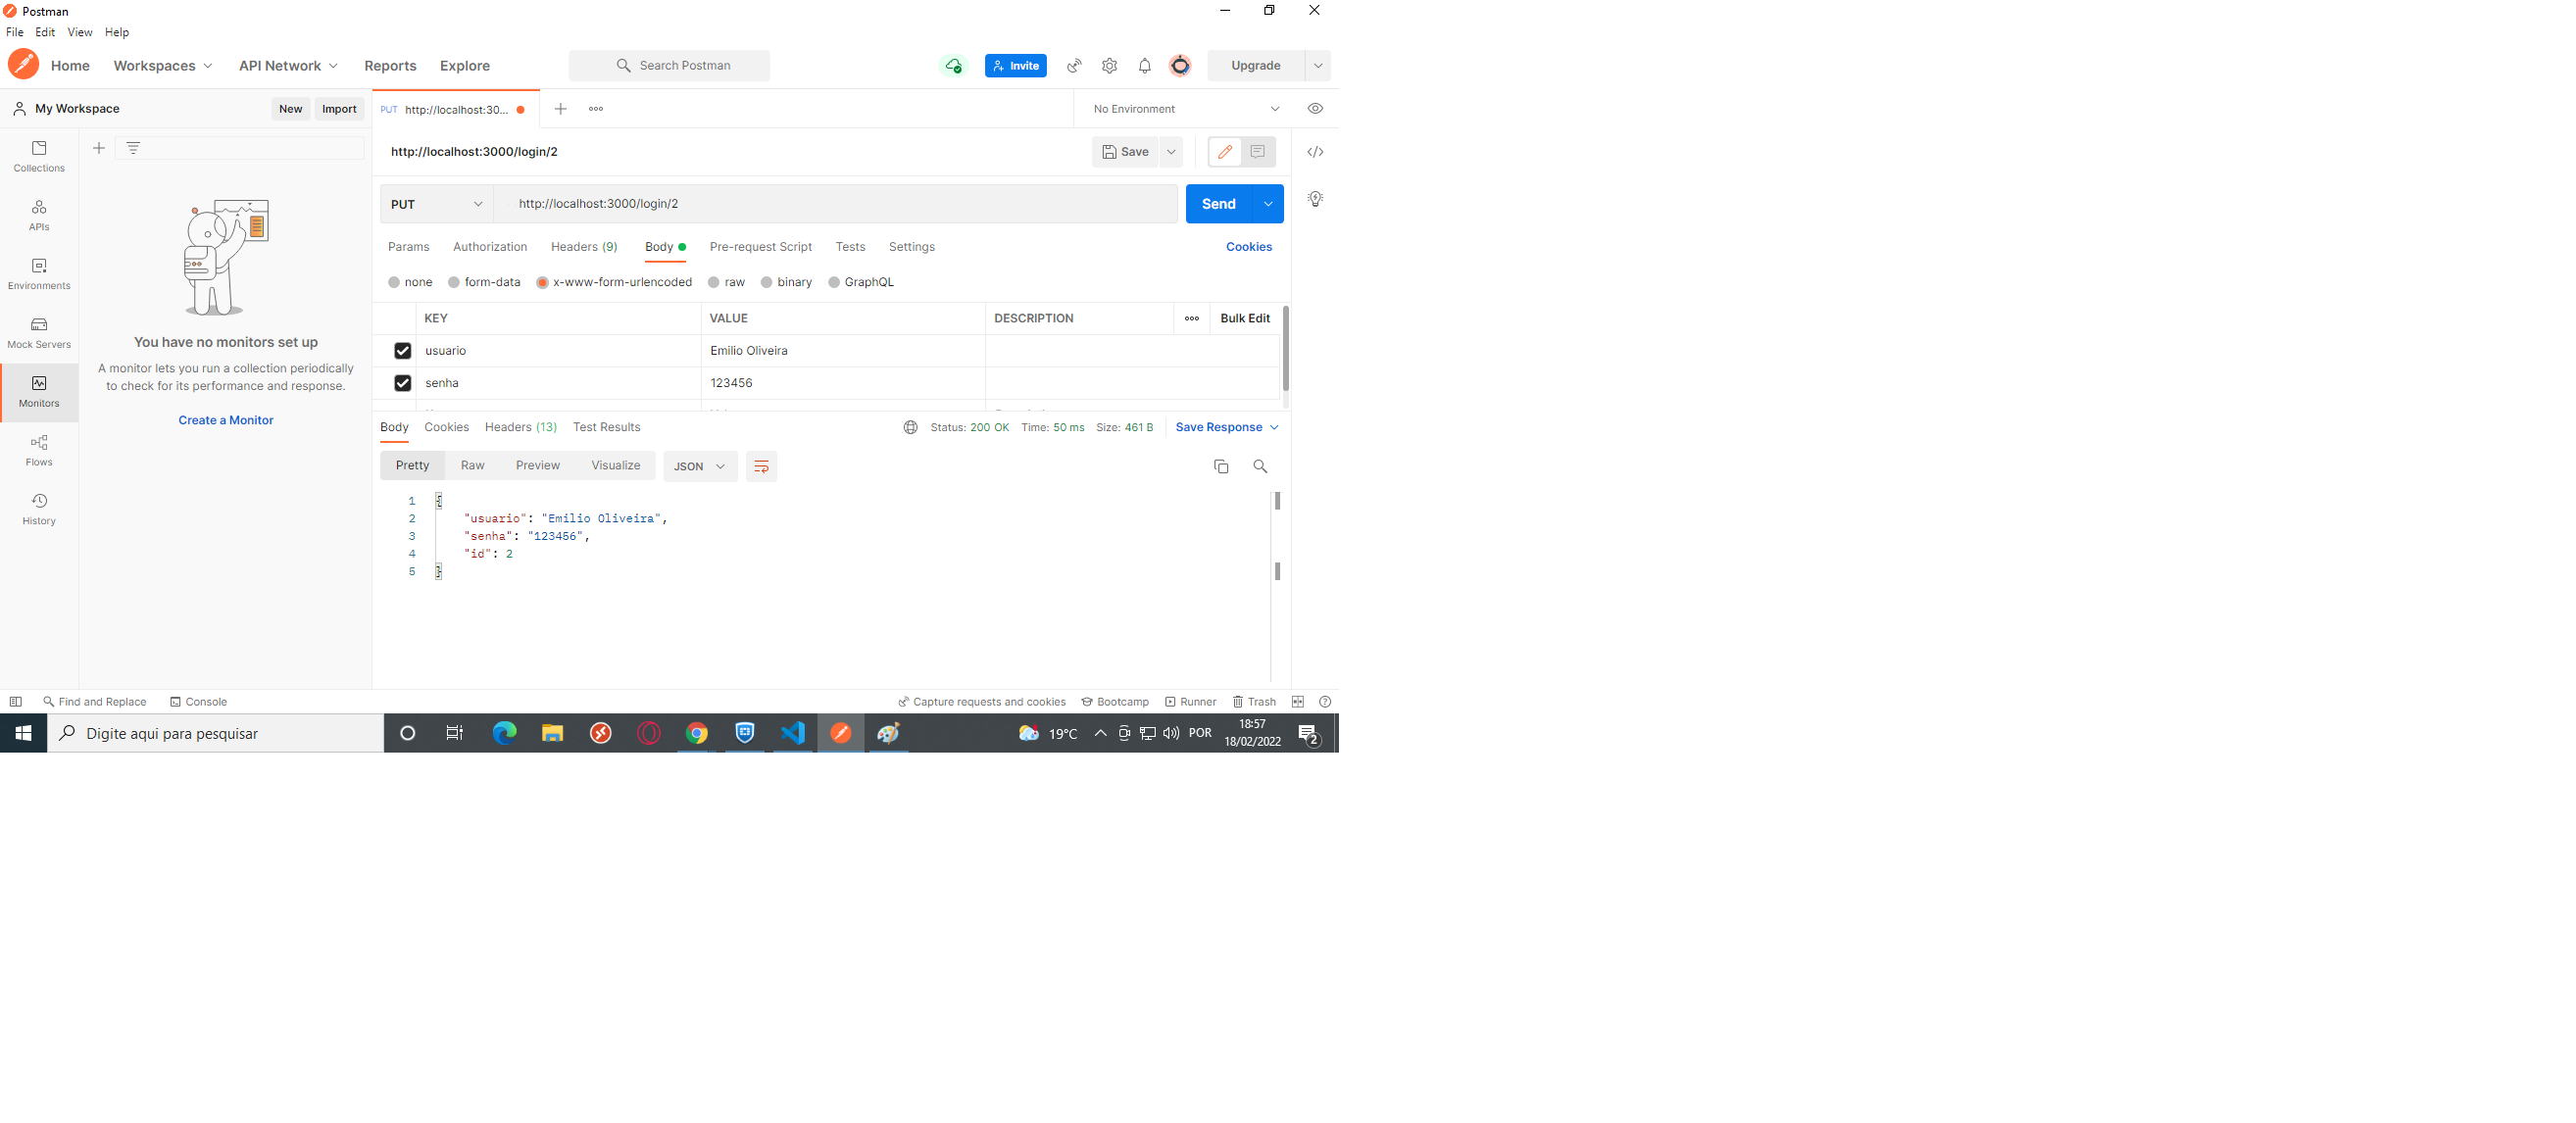 Postman
File Edit View Help
Home Workspaces API Network Reports Explore Search Postman Invite Upgrade
My Workspace New Import PUT http://localhost:30... No Environment
http://localhost:3000/login/2 Save
PUT http://localhost:3000/login/2 Send
Params Authorization Headers (9) Body Pre-request Script Tests Settings Cookies
none form-data x-www-form-urlencoded raw binary GraphQL
KEY VALUE DESCRIPTION Bulk Edit
usuario Emilio Oliveira
senha 123456
Collections
APIs
Environments
Mock Servers
Monitors
Flows
History
You have no monitors set up
A monitor lets you run a collection periodically
to check for its performance and response.
Create a Monitor
Body Cookies Headers (13) Test Results Status: 200 OK Time: 50 ms Size: 461 B Save Response
Pretty Raw Preview Visualize JSON
1 {
2 "usuario": "Emilio Oliveira",
3 "senha": "123456",
4 "id": 2
5 }
Find and Replace Console Capture requests and cookies Bootcamp Runner Trash
Digite aqui para pesquisar 19°C POR 18:57
18/02/2022 2